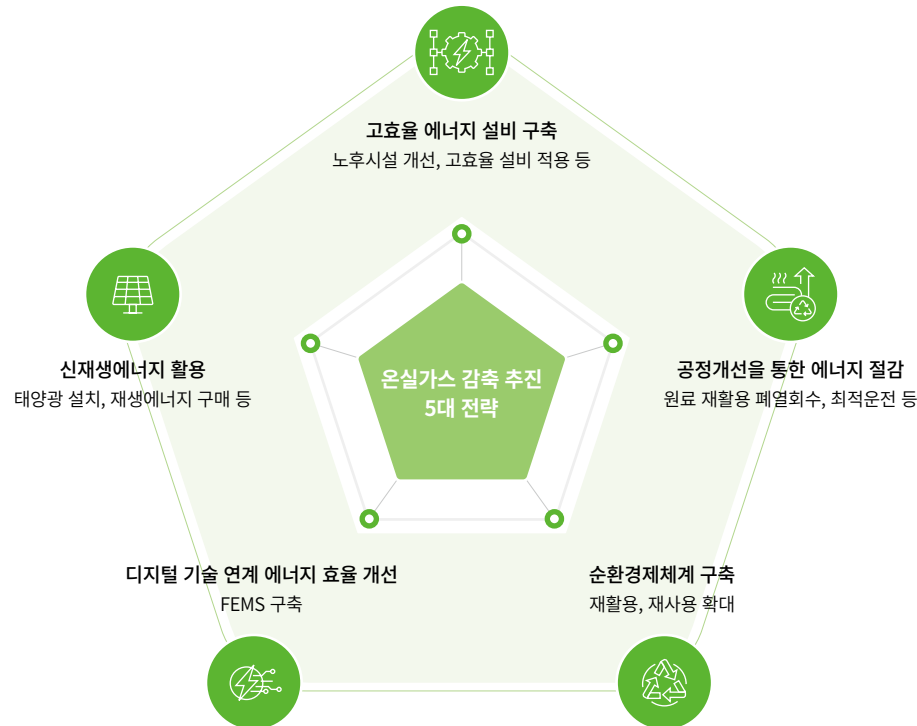 고효율 에너지 설비 구축
노후시설 개선, 고효율 설비 적용 등
신재생에너지 활용
태양광 설치, 재생에너지 구매 등
온실가스 감축 추진
5대 전략
공정개선을 통한 에너지 절감
원료 재활용 폐열회수, 최적운전 등
디지털 기술 연계 에너지 효율 개선
FEMS 구축
순환경제체계 구축
재활용, 재사용 확대